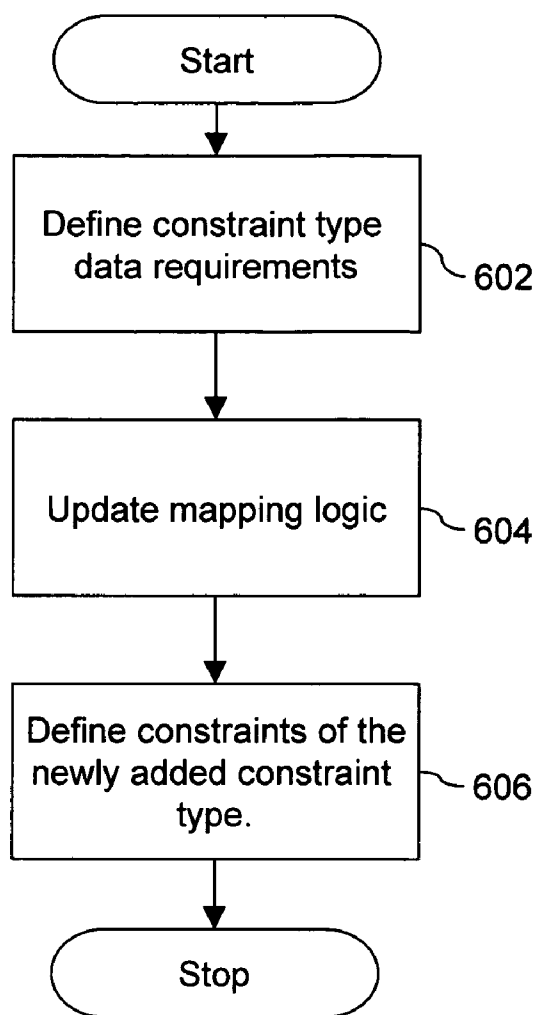 Start
Define constraint type
data requirements
602
Update mapping logic
604
Define constraints of the
newly added constraint
type.
606
Stop